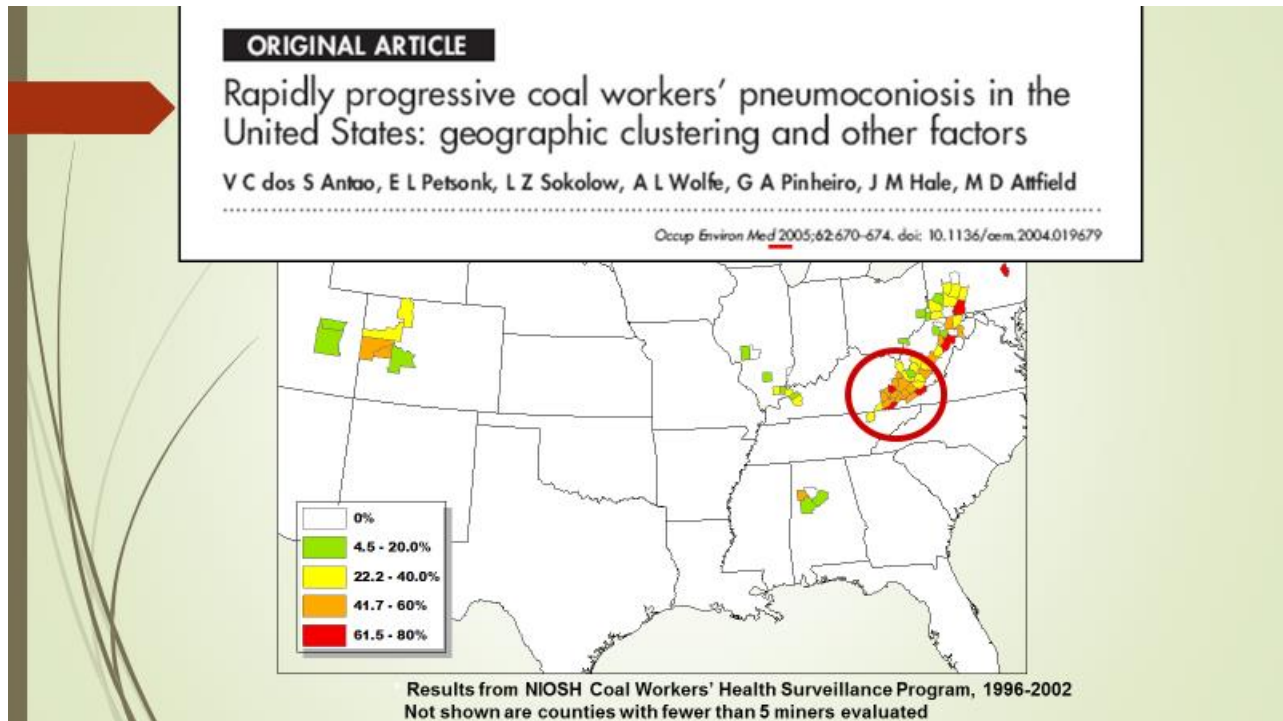 ORIGINAL ARTICLE
Rapidly progressive coal workers' pneumoconiosis in the
United States: geographic clustering and other factors
V C dos S Antao, E L Petsonk, L Z Sokolow, A L Wolfe, G A Pinheiro, J M Hale, M D Attfield
Occup Environ Med 2005;62:670–674. doi: 10.1136/oem.2004.019679
0%
4.5 - 20.0%
22.2 - 40.0%
41.7 - 60%
61.5 - 80%
Results from NIOSH Coal Workers' Health Surveillance Program, 1996-2002
Not shown are counties with fewer than 5 miners evaluated